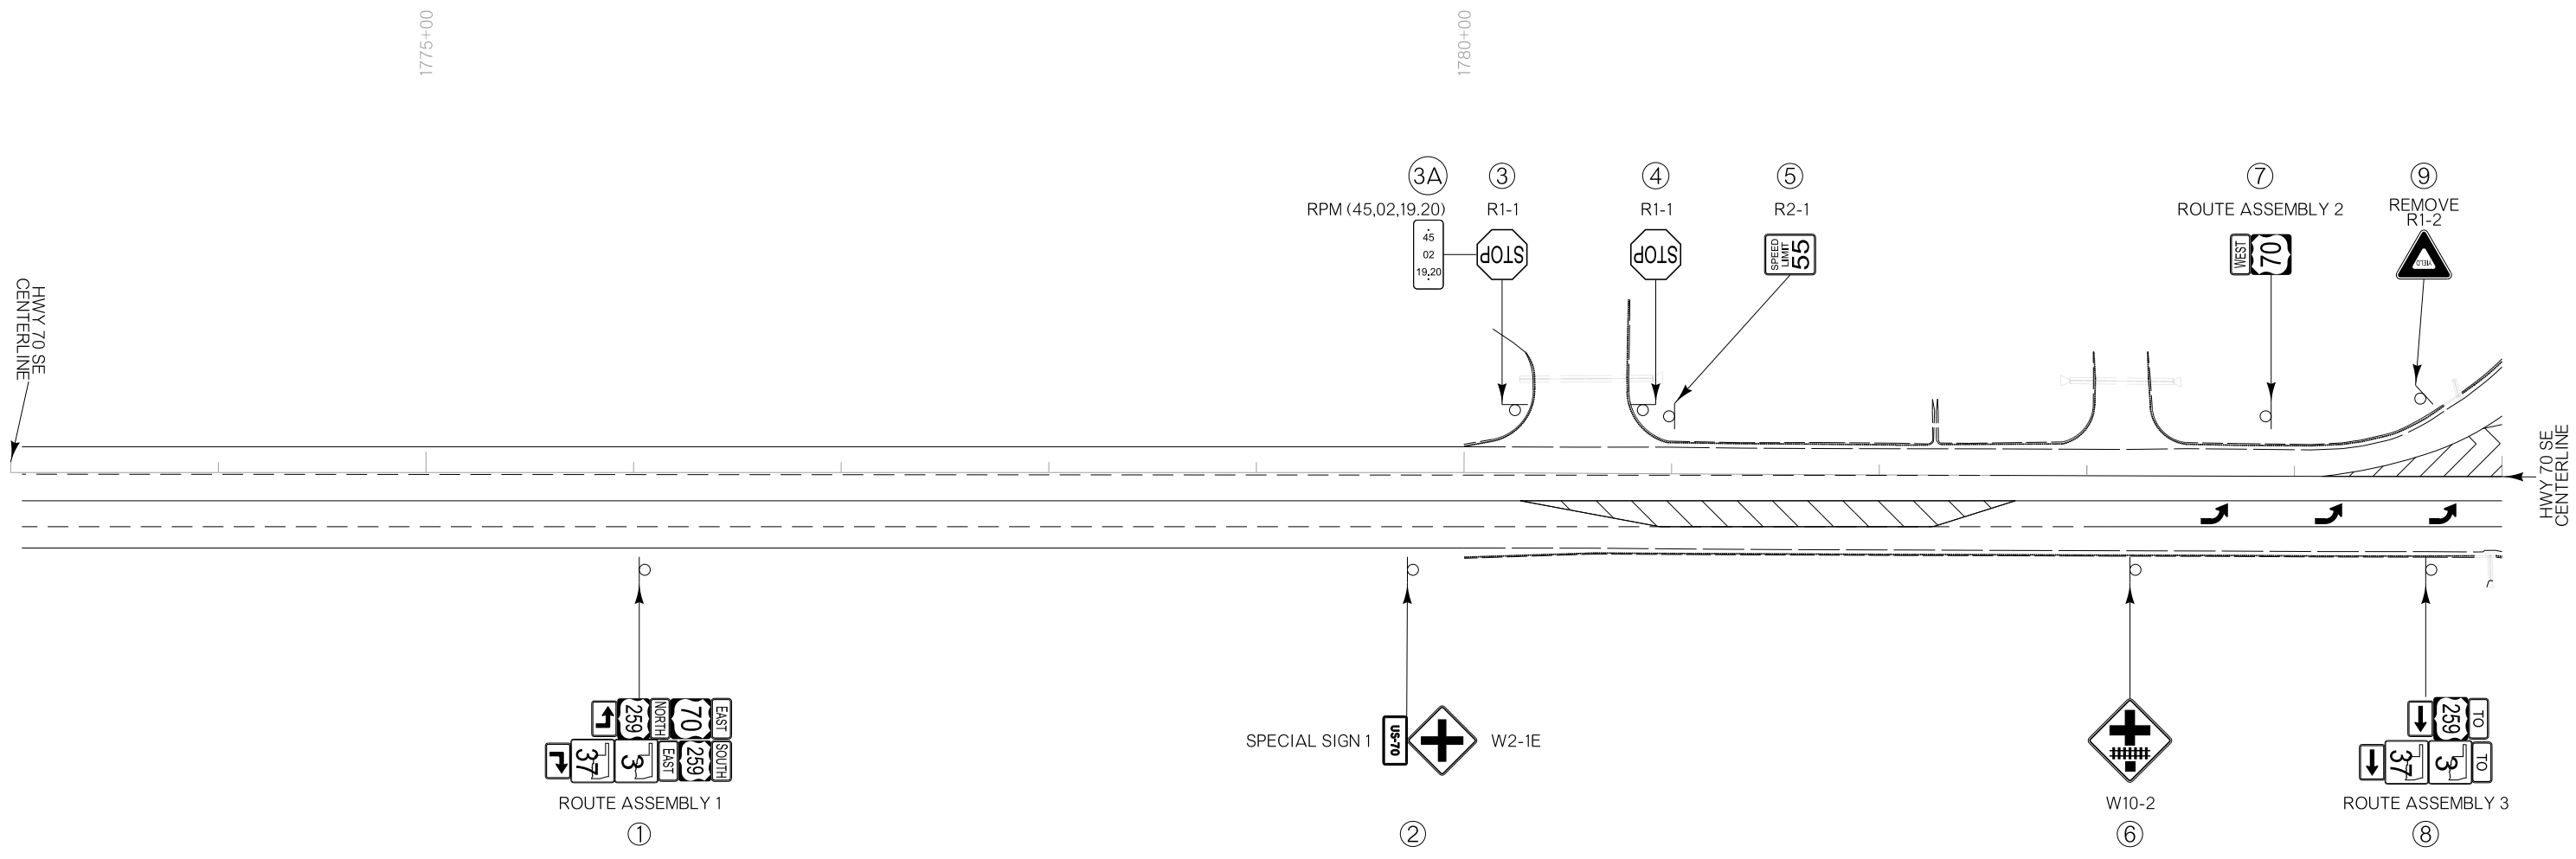 1775+00
1780+00
3A
3
4
5
7
9
RPM (45,02,19.20)
R1-1
R1-1
R2-1
ROUTE ASSEMBLY 2
REMOVE
R1-2
45
02
19.20
STOP
STOP
SPEED
LIMIT
55
WEST
70
YIELD
HWY 70 SE
CENTERLINE
HWY 70 SE
CENTERLINE
EAST
70
NORTH
259
SOUTH
259
EAST
3
37
ROUTE ASSEMBLY 1
1
SPECIAL SIGN 1
US-70
W2-1E
2
W10-2
6
TO
259
TO
3
37
ROUTE ASSEMBLY 3
8